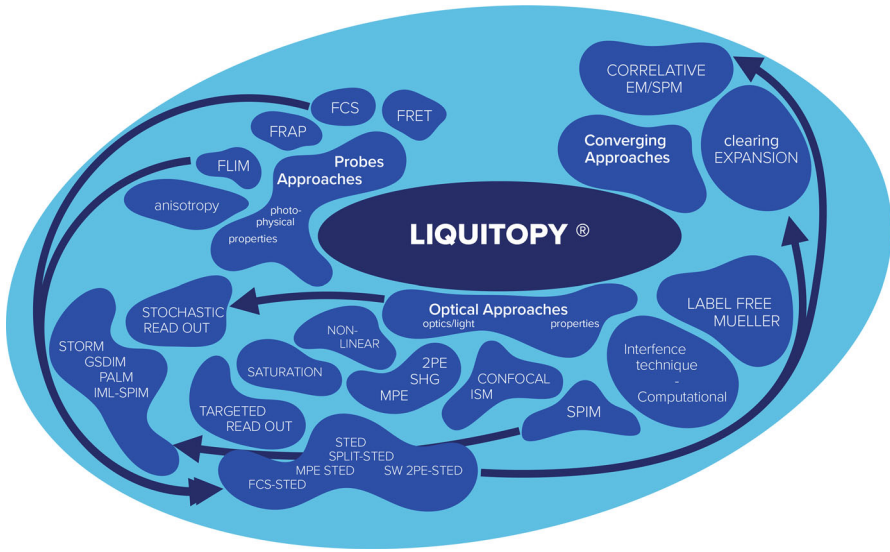 CORRELATIVE
EM/SPM
FCS
FRET
FRAP
Converging
Approaches
clearing
EXPANSION
FLIM
Probes
Approaches
anisotropy
photo-
physical
properties
LIQUITOPY ®
STOCHASTIC
READ OUT
Optical Approaches
optics/light properties
LABEL FREE
MUELLER
STORM
GSDIM
PALM
IML-SPIM
NON-
LINEAR
SATURATION
2PE
SHG
MPE
CONFOCAL
ISM
Interfence
technique
-
Computational
TARGETED
READ OUT
SPIM
STED
SPLIT-STED
MPE STED
SW 2PE-STED
FCS-STED